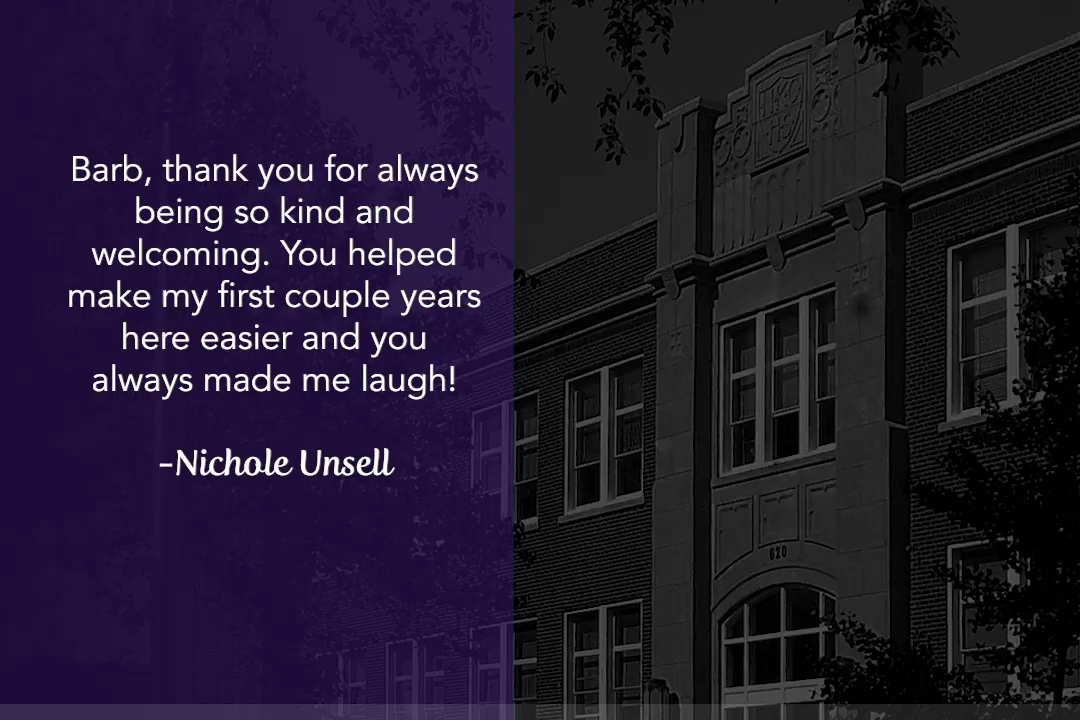 Barb, thank you for always
being so kind and
welcoming. You helped
make my first couple years
here easier and you
always made me laugh!
–Nichole Unsell
620